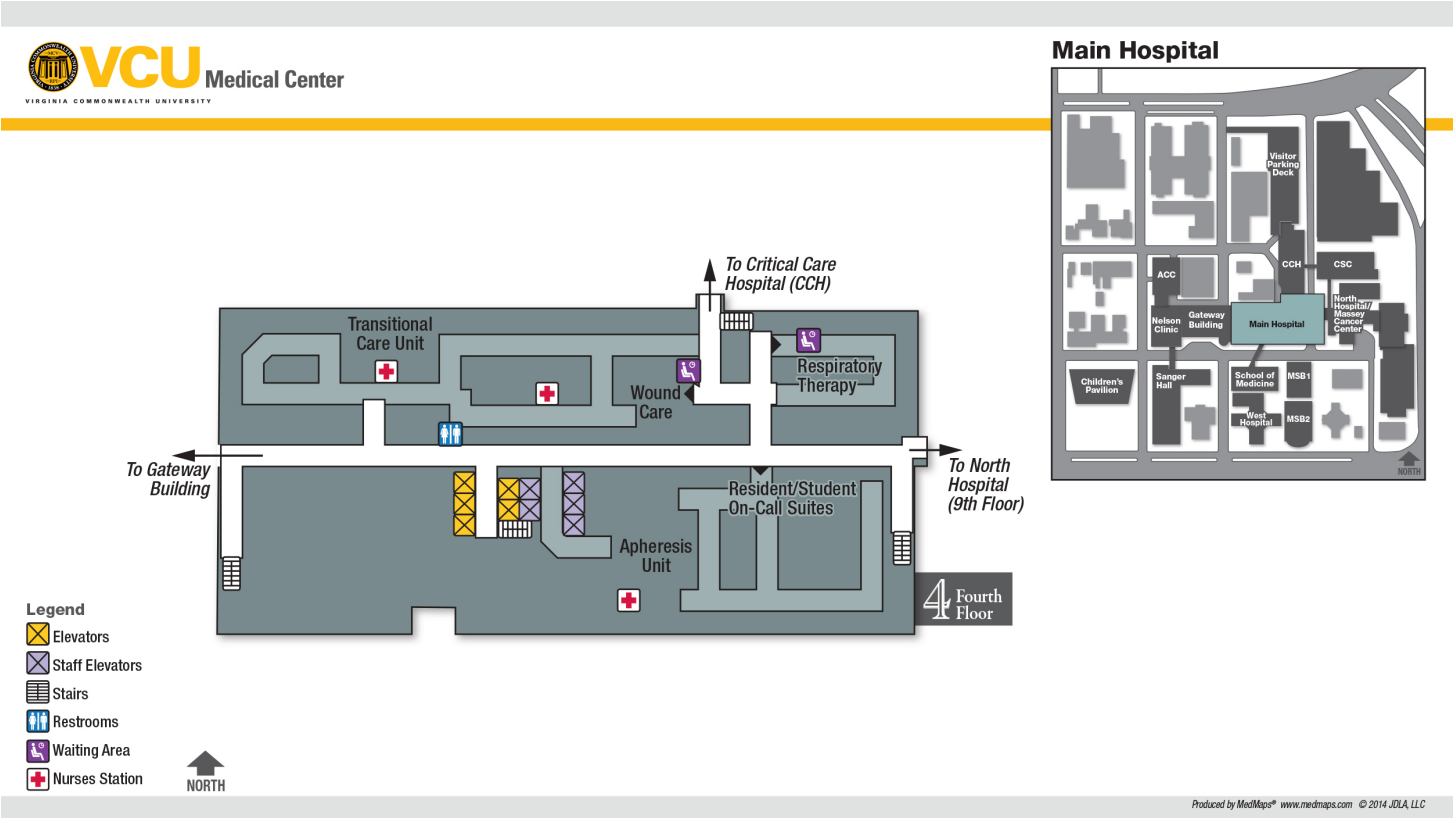 VCU
Medical Center
VIRGINIA COMMONWEALTH UNIVERSITY
Main Hospital
Visitor
Parking
Deck
CCH
CSC
ACC
Nelson
Clinic
Gateway
Building
Main Hospital
North
Hospital/
Massey
Cancer
Center
Children's
Pavilion
Sanger
Hall
School of
Medicine
MSB1
West
Hospital
MSB2
NORTH
To Critical Care
Hospital (CCH)
Transitional
Care Unit
Respiratory
Therapy
Wound
Care
To Gateway
Building
To North
Hospital
(9th Floor)
Resident/Student
On-Call Suites
Apheresis
Unit
4 Fourth
Floor
Legend
Elevators
Staff Elevators
Stairs
Restrooms
Waiting Area
Nurses Station
NORTH
Produced by MedMaps® www.medmaps.com © 2014 JDLA, LLC